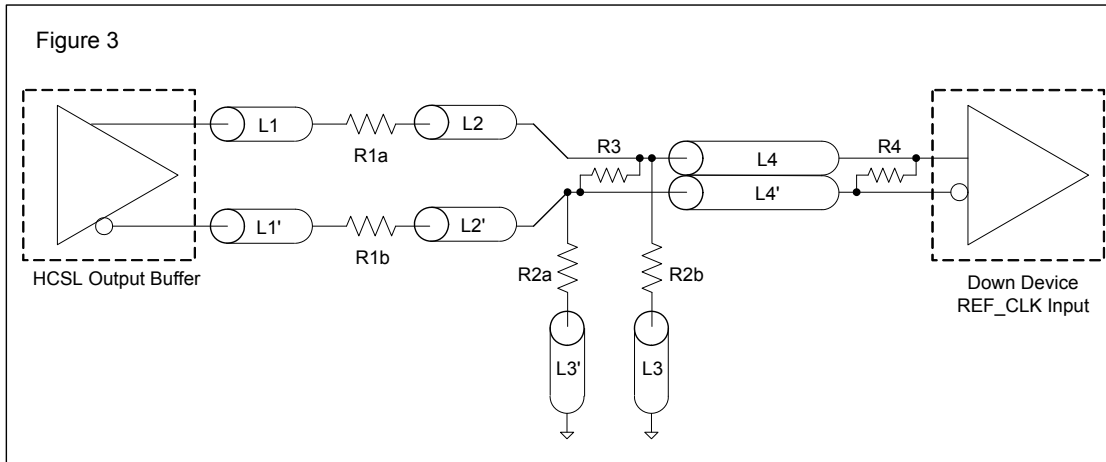 Figure 3
L1
R1a
L2
R3
L4
R4
L4'
L1'
R1b
L2'
HCSL Output Buffer
R2a
R2b
Down Device
REF_CLK Input
L3'
L3